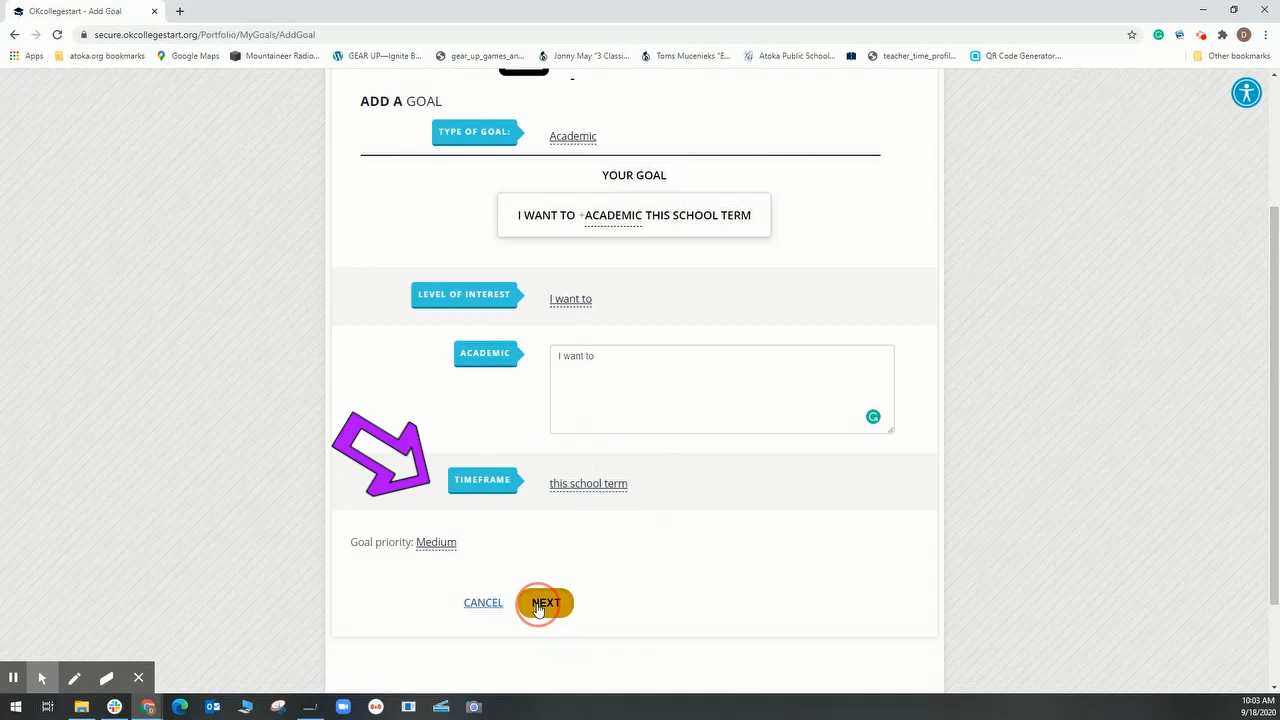 OKcollegestart - Add Goal
secure.okcollegestart.org/Portfolio/MyGoals/AddGoal
D
Apps
atoka.org bookmarks
Google Maps
Mountaineer Radio...
GEAR UP—Ignite B...
gear_up_games_an...
Jonny May "3 Classi...
Toms Mucenieks "E...
Atoka Public School...
teacher_time_profil...
QR Code Generator...
Other bookmarks
ADD A GOAL
TYPE OF GOAL:
Academic
YOUR GOAL
I WANT TO +ACADEMIC THIS SCHOOL TERM
LEVEL OF INTEREST
I want to
ACADEMIC
I want to
TIMEFRAME
this school term
Goal priority: Medium
CANCEL
NEXT
10:03 AM
9/18/2020